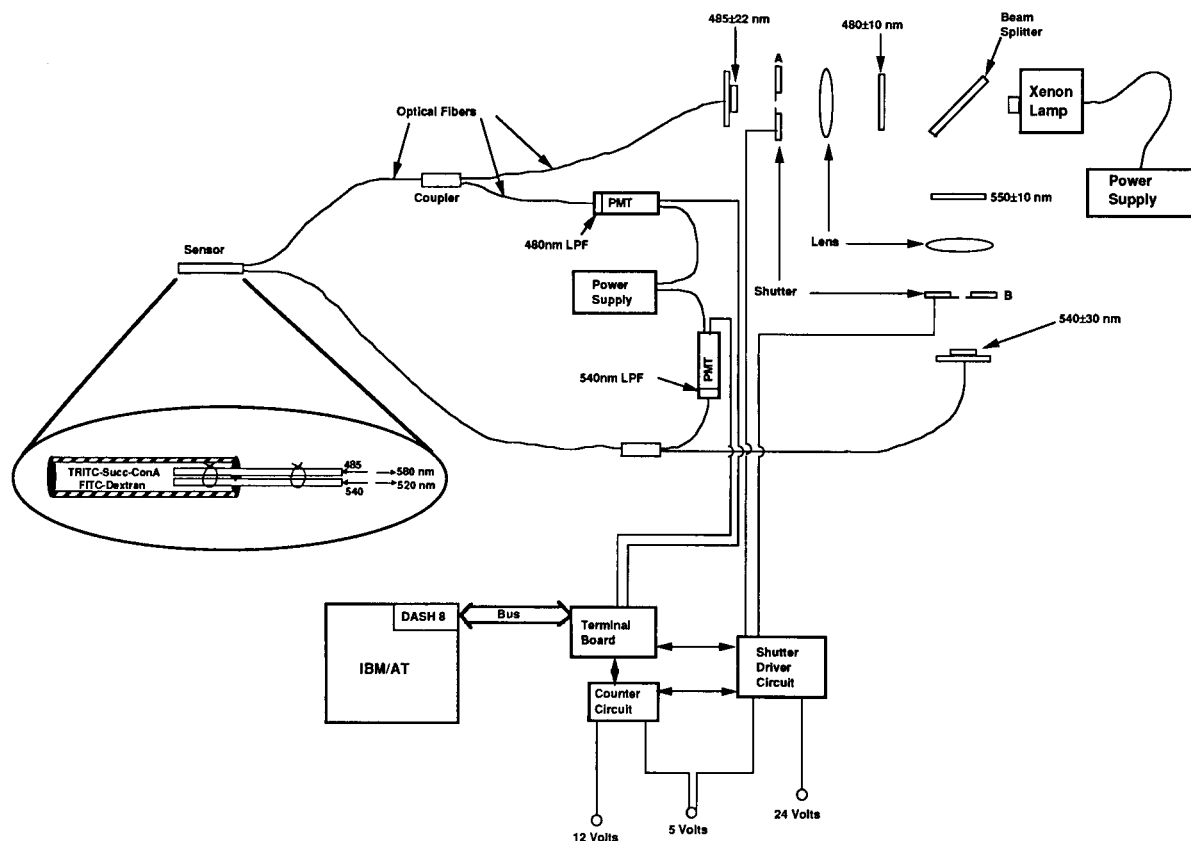 485±22 nm
480±10 nm
Beam
Splitter
A
Xenon
Lamp
Optical Fibers
Coupler
PMT
Power
Supply
550±10 nm
480nm LPF
Sensor
Lens
Power
Supply
Shutter
B
540±30 nm
PMT
540nm LPF
TRITC-Succ-ConA
FITC-Dextran
485
580 nm
540
520 nm
DASH 8
Bus
Terminal
Board
IBM/AT
Shutter
Driver
Circuit
Counter
Circuit
12 Volts
5 Volts
24 Volts